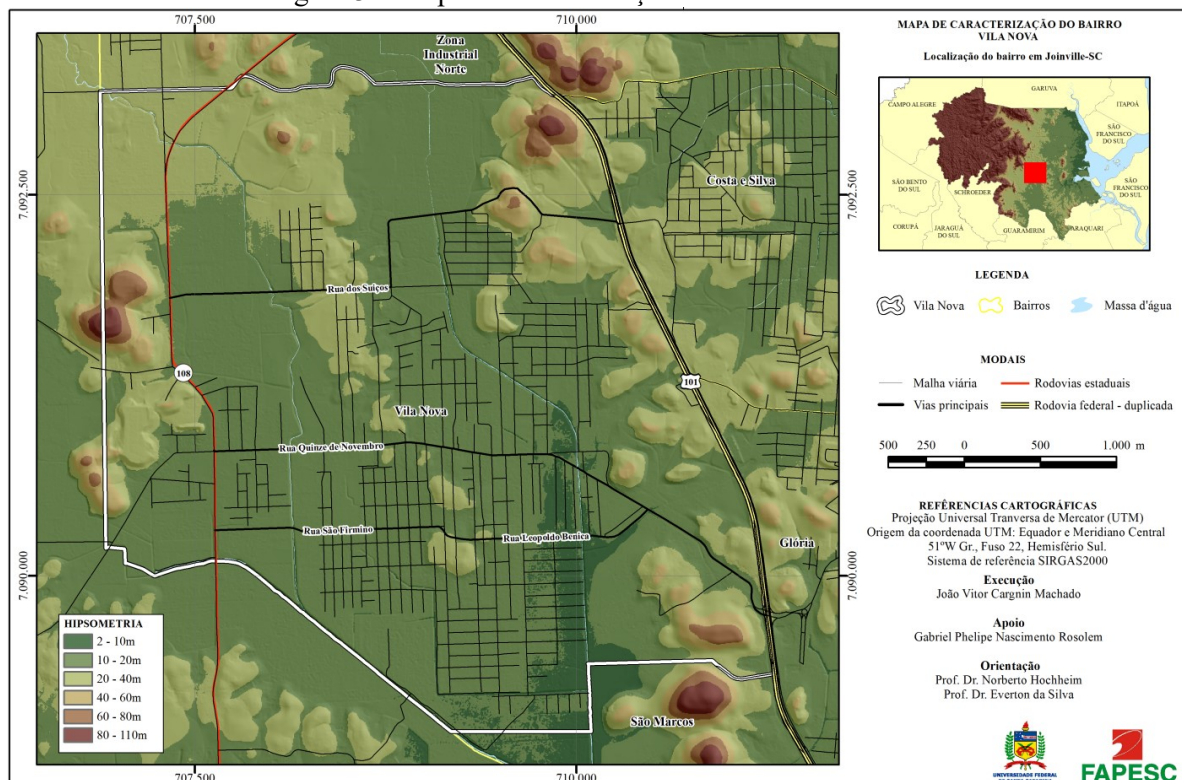 707.500
710.000
7.092.500
7.092.500
7.090.000
7.090.000
707.500
710.000
Zona
Industrial
Norte
Costa e Silva
Rua dos Suiços
108
101
Vila Nova
Rua Quinze de Novembro
Rua São Firmino
Rua Leopoldo Beninca
Glória
São Marcos
HIPSOMETRIA
2 - 10m
10 - 20m
20 - 40m
40 - 60m
60 - 80m
80 - 110m
MAPA DE CARACTERIZAÇÃO DO BAIRRO
VILA NOVA
Localização do bairro em Joinville-SC
CAMPO ALEGRE
GARUVA
ITAPOÁ
SÃO
FRANCISCO
DO SUL
SÃO BENTO
DO SUL
SCHROEDER
SÃO
FRANCISCO
DO SUL
CORUPÁ
JARAGUÁ
DO SUL
GUARAMIRIM
ARAQUARI
LEGENDA
Vila Nova
Bairros
Massa d'água
MODAIS
Malha viária
Rodovias estaduais
Vias principais
Rodovia federal - duplicada
500 250 0 500 1.000 m
REFÊRENCIAS CARTOGRÁFICAS
Projeção Universal Tranversa de Mercator (UTM)
Origem da coordenada UTM: Equador e Meridiano Central
51ºW Gr., Fuso 22, Hemisfério Sul.
Sistema de referência SIRGAS2000
Execução
João Vitor Cargnin Machado
Apoio
Gabriel Phelipe Nascimento Rosolem
Orientação
Prof. Dr. Norberto Hochheim
Prof. Dr. Everton da Silva
UNIVERSIDADE FEDERAL
FAPESC